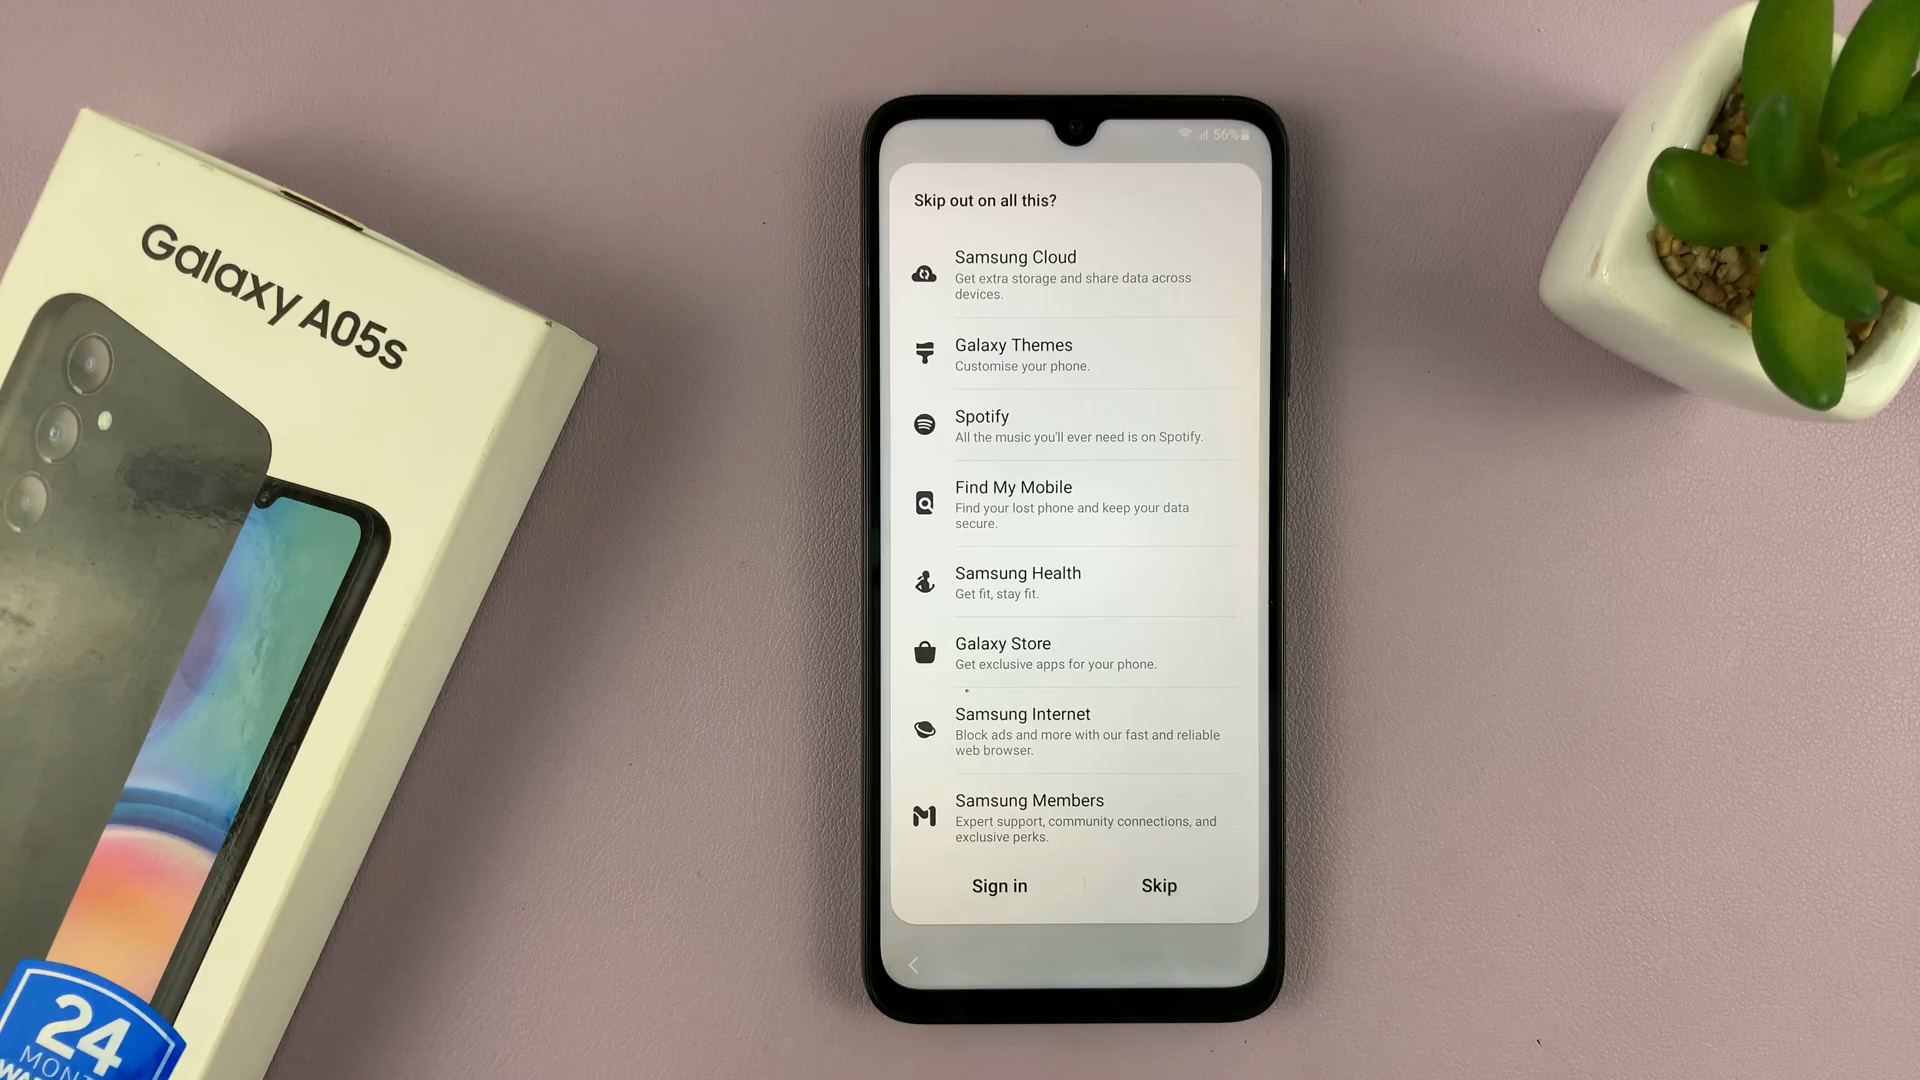 Galaxy A05s
24
MONT
56%
Skip out on all this?
Samsung Cloud
Get extra storage and share data across
devices.
Galaxy Themes
Customise your phone.
Spotify
All the music you'll ever need is on Spotify.
Find My Mobile
Find your lost phone and keep your data
secure.
Samsung Health
Get fit, stay fit.
Galaxy Store
Get exclusive apps for your phone.
Samsung Internet
Block ads and more with our fast and reliable
web browser.
Samsung Members
Expert support, community connections, and
exclusive perks.
Sign in
Skip